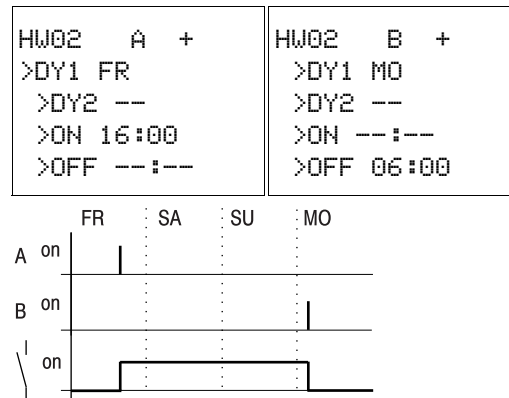 HW02 A +
>DY1 FR
>DY2 --
>ON 16:00
>OFF --:--
HW02 B +
>DY1 MO
>DY2 --
>ON --:--
>OFF 06:00
FR SA SU MO
A on
B on
on